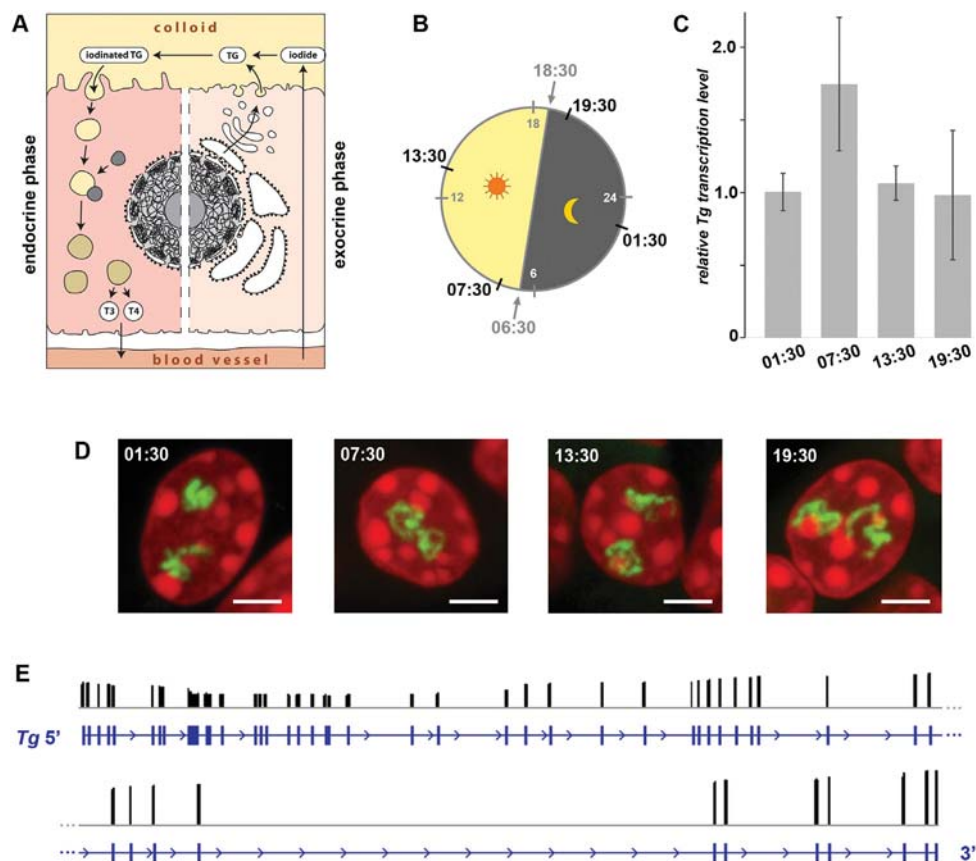 A
colloid
iodinated TG
TG
iodide
endocrine phase
exocrine phase
T3
T4
blood vessel
B
18:30
19:30
18
13:30
12
24
01:30
6
07:30
06:30
C
relative Tg transcription level
2.0
1.0
0
01:30
07:30
13:30
19:30
D
01:30
07:30
13:30
19:30
E
Tg 5’
3’